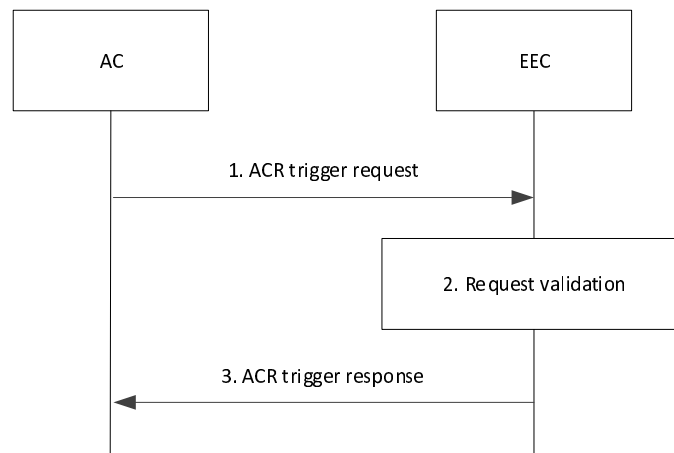 AC
EEC
1. ACR trigger request
2. Request validation
3. ACR trigger response